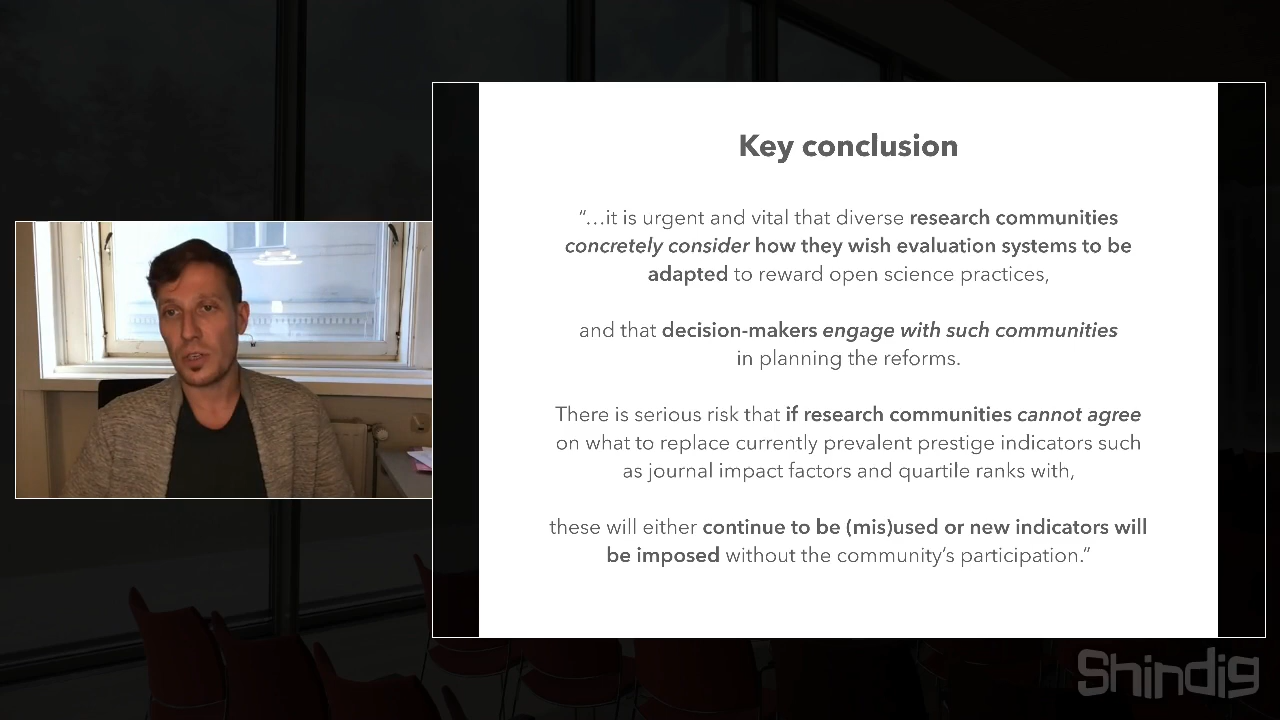 Key conclusion
“…it is urgent and vital that diverse research communities
concretely consider how they wish evaluation systems to be
adapted to reward open science practices,
and that decision-makers engage with such communities
in planning the reforms.
There is serious risk that if research communities cannot agree
on what to replace currently prevalent prestige indicators such
as journal impact factors and quartile ranks with,
these will either continue to be (mis)used or new indicators will
be imposed without the community’s participation.”
Shindig